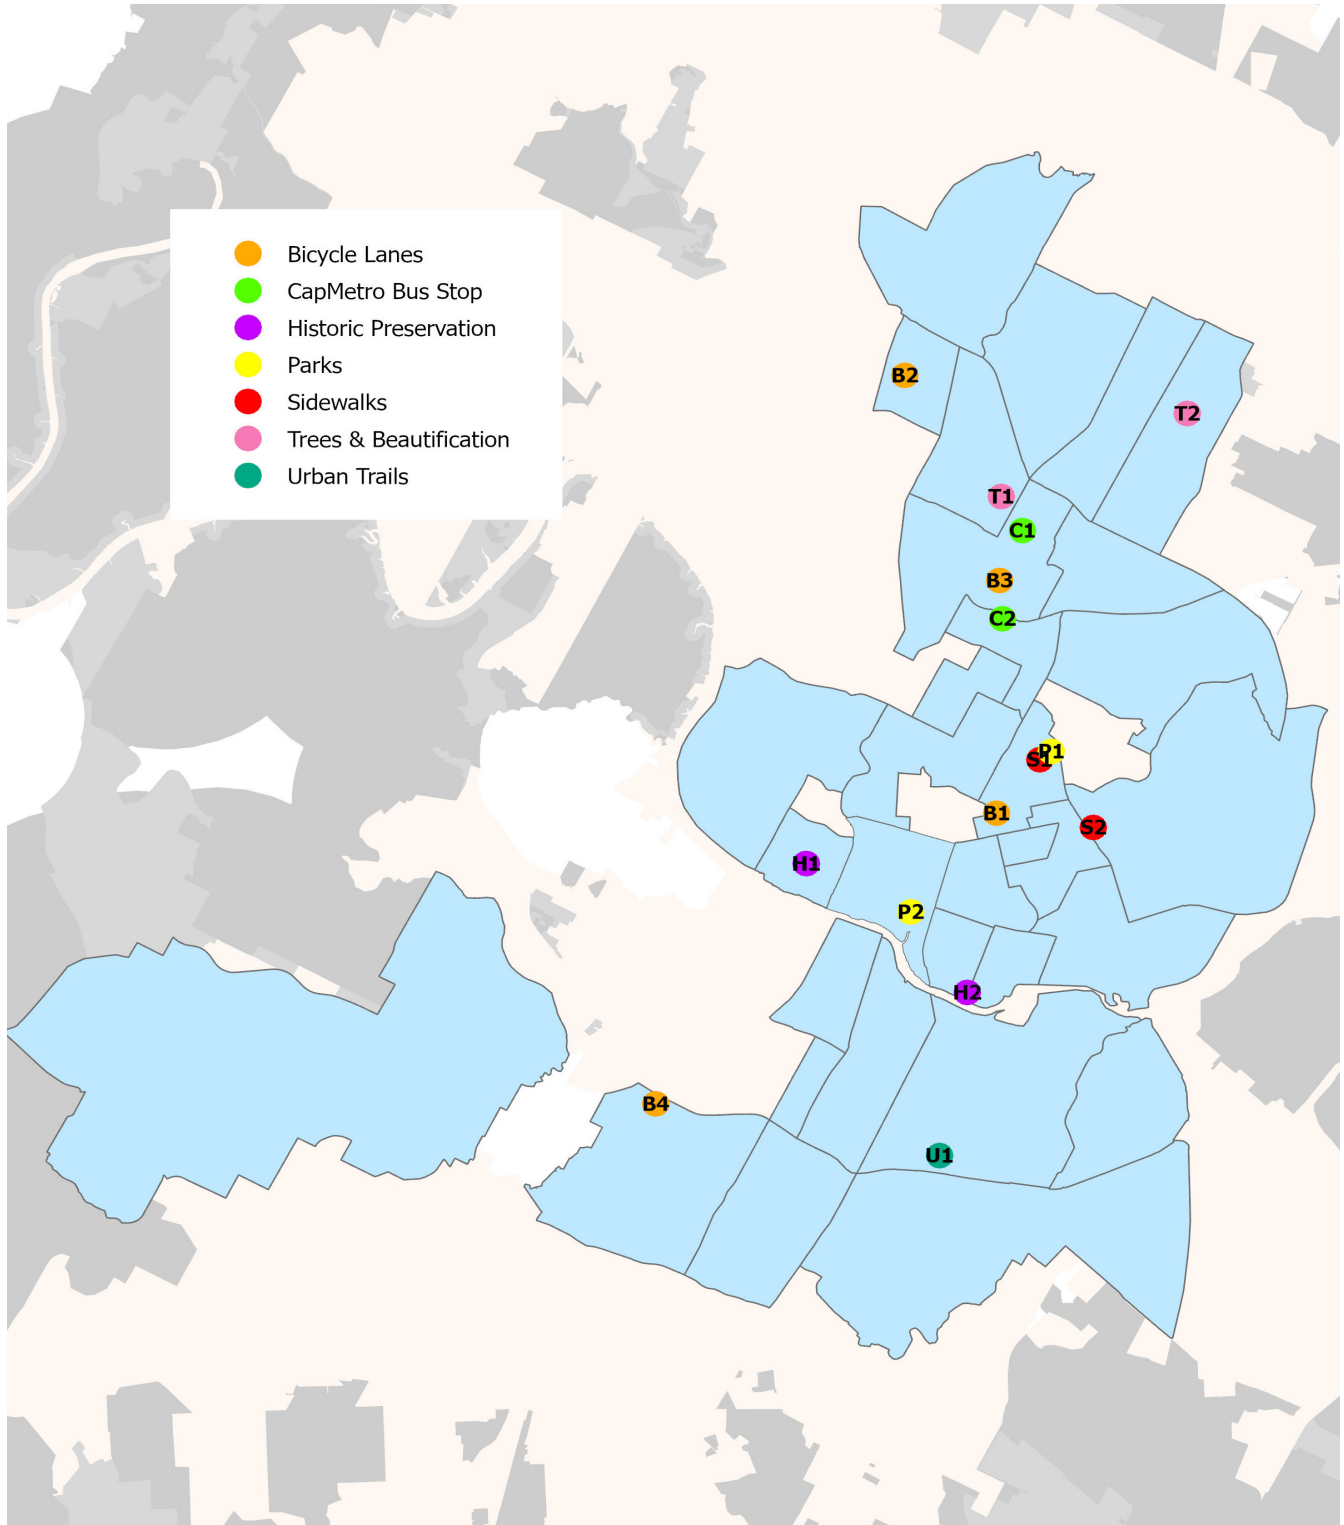 Bicycle Lanes
CapMetro Bus Stop
Historic Preservation
Parks
Sidewalks
Trees & Beautification
Urban Trails
B2
T2
T1
C1
B3
C2
P1
S1
B1
S2
H1
P2
H2
B4
U1